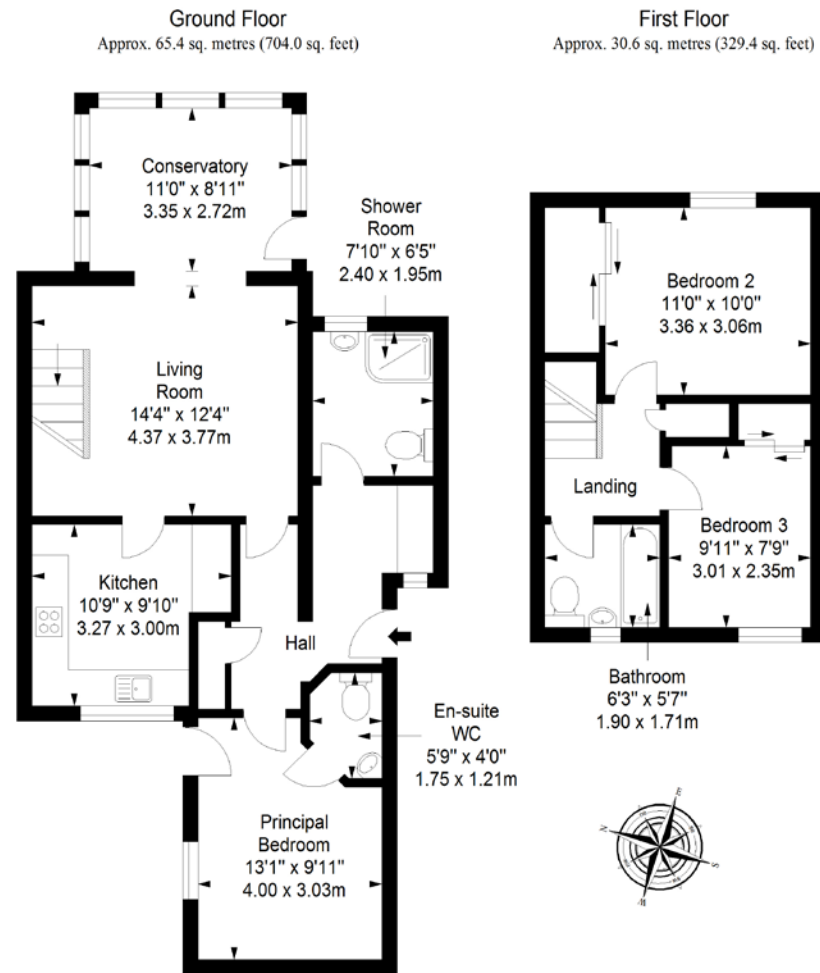 Ground Floor
Approx. 65.4 sq. metres (704.0 sq. feet)
Conservatory
11'0" x 8'11"
3.35 x 2.72m
Shower
Room
7'10" x 6'5"
2.40 x 1.95m
Living
Room
14'4" x 12'4"
4.37 x 3.77m
Kitchen
10'9" x 9'10"
3.27 x 3.00m
Hall
En-suite
WC
5'9" x 4'0"
1.75 x 1.21m
Principal
Bedroom
13'1" x 9'11"
4.00 x 3.03m
First Floor
Approx. 30.6 sq. metres (329.4 sq. feet)
Bedroom 2
11'0" x 10'0"
3.36 x 3.06m
Landing
Bedroom 3
9'11" x 7'9"
3.01 x 2.35m
Bathroom
6'3" x 5'7"
1.90 x 1.71m
E
N
S
W